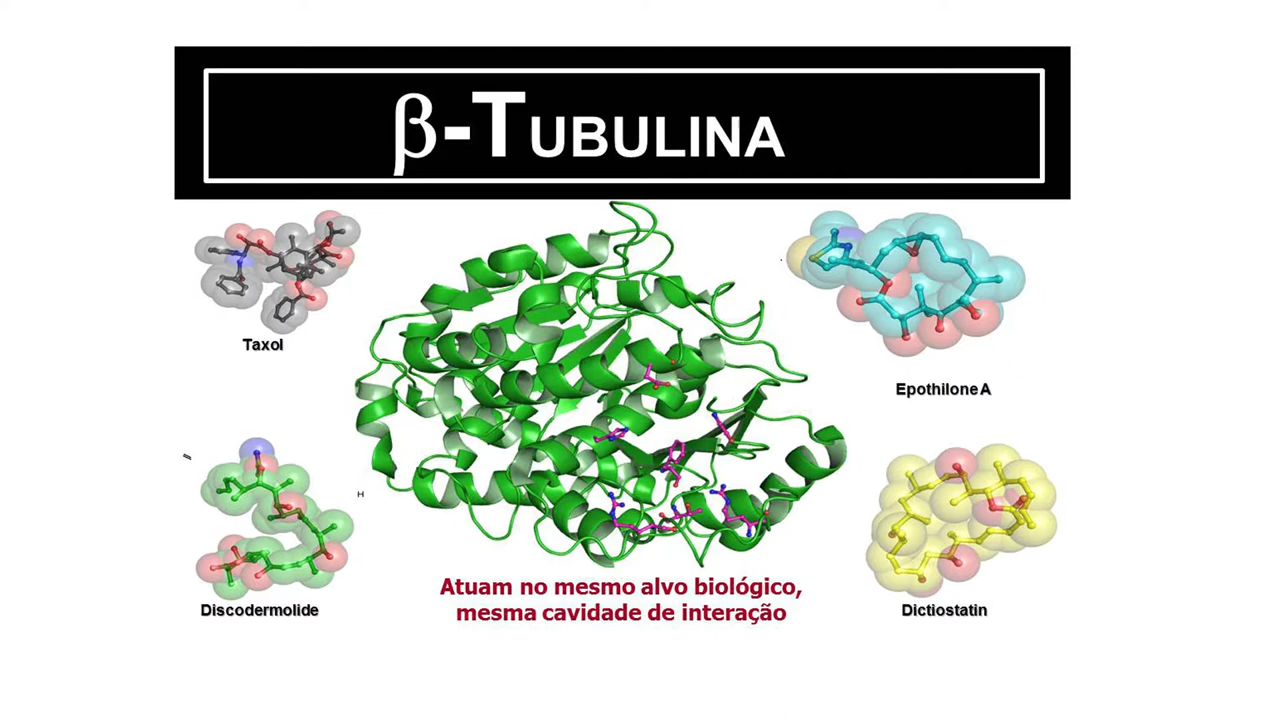 β-TUBULINA
Taxol
Epothilone A
H
Discodermolide
Atuam no mesmo alvo biológico,
mesma cavidade de interação
Dictiostatin